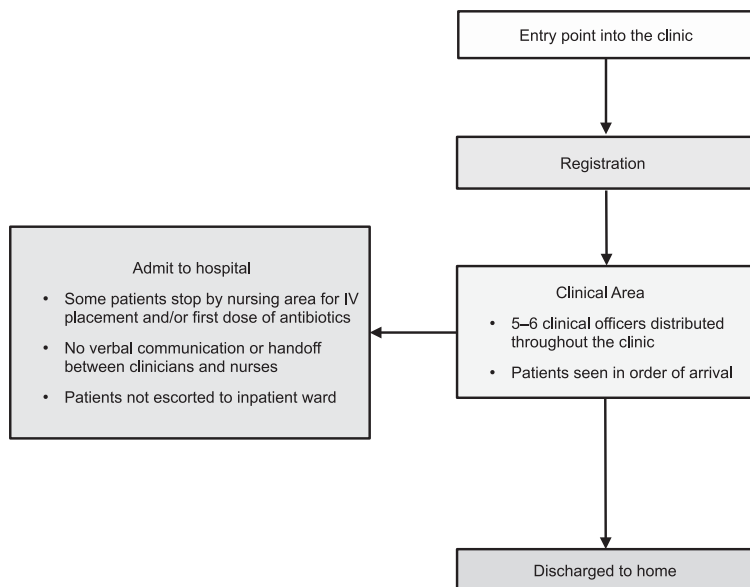 Entry point into the clinic
Registration
Admit to hospital
• Some patients stop by nursing area for IV
placement and/or first dose of antibiotics
• No verbal communication or handoff
between clinicians and nurses
• Patients not escorted to inpatient ward
Clinical Area
• 5–6 clinical officers distributed
throughout the clinic
• Patients seen in order of arrival
Discharged to home